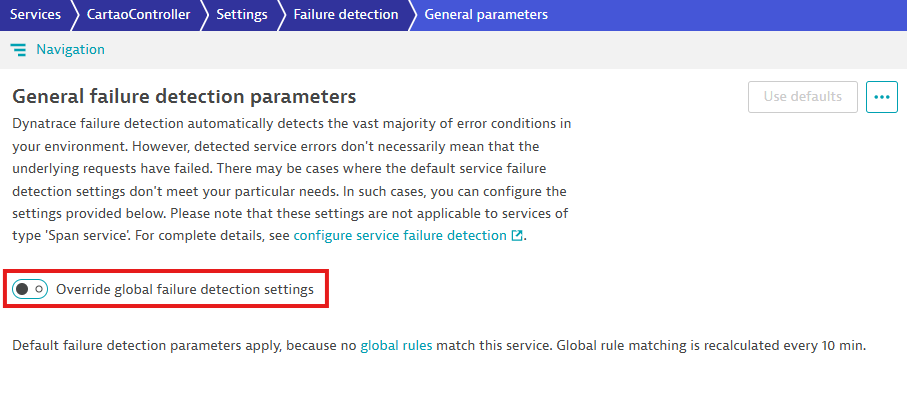 Services CartaoController Settings Failure detection General parameters
Navigation
General failure detection parameters
Use defaults
Dynatrace failure detection automatically detects the vast majority of error conditions in
your environment. However, detected service errors don't necessarily mean that the
underlying requests have failed. There may be cases where the default service failure
detection settings don't meet your particular needs. In such cases, you can configure the
settings provided below. Please note that these settings are not applicable to services of
type 'Span service'. For complete details, see configure service failure detection.
Override global failure detection settings
Default failure detection parameters apply, because no global rules match this service. Global rule matching is recalculated every 10 min.